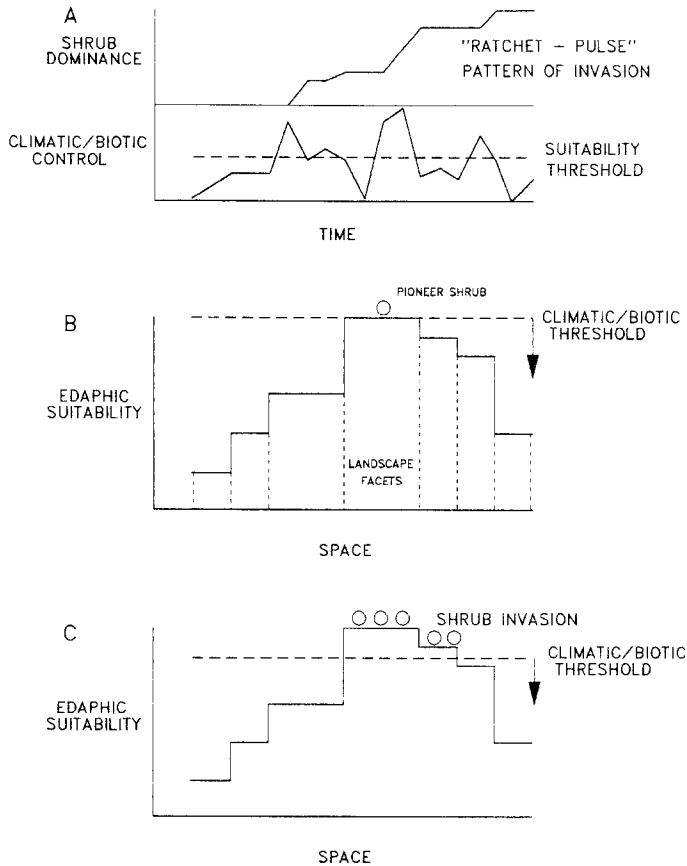 A
SHRUB
DOMINANCE
"RATCHET – PULSE"
PATTERN OF INVASION
CLIMATIC/BIOTIC
CONTROL
SUITABILITY
THRESHOLD
TIME
B
PIONEER SHRUB
CLIMATIC/BIOTIC
THRESHOLD
EDAPHIC
SUITABILITY
LANDSCAPE
FACETS
SPACE
C
SHRUB INVASION
CLIMATIC/BIOTIC
THRESHOLD
EDAPHIC
SUITABILITY
SPACE